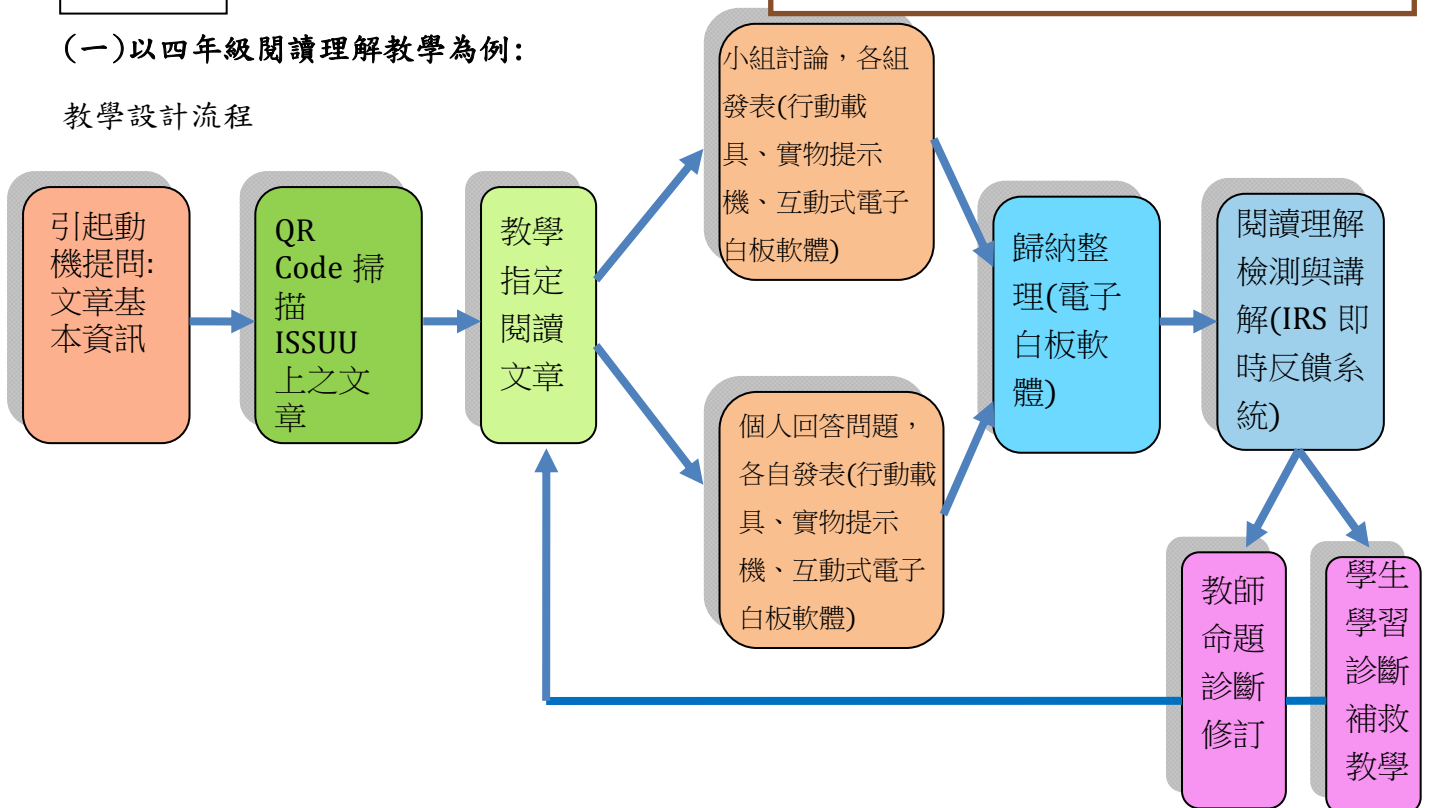 (一)以四年級閱讀理解教學為例:
教學設計流程
引起動
機提問:
文章基
本資訊
QR
Code 掃
描
ISSUU
上之文
章
教學
指定
閱讀
文章
小組討論，各組
發表(行動載
具、實物提示
機、互動式電子
白板軟體)
個人回答問題，
各自發表(行動載
具、實物提示
機、互動式電子
白板軟體)
歸納整
理(電子
白板軟
體)
閱讀理解
檢測與講
解(IRS 即
時反饋系
統)
教師
命題
診斷
修訂
學生
學習
診斷
補救
教學